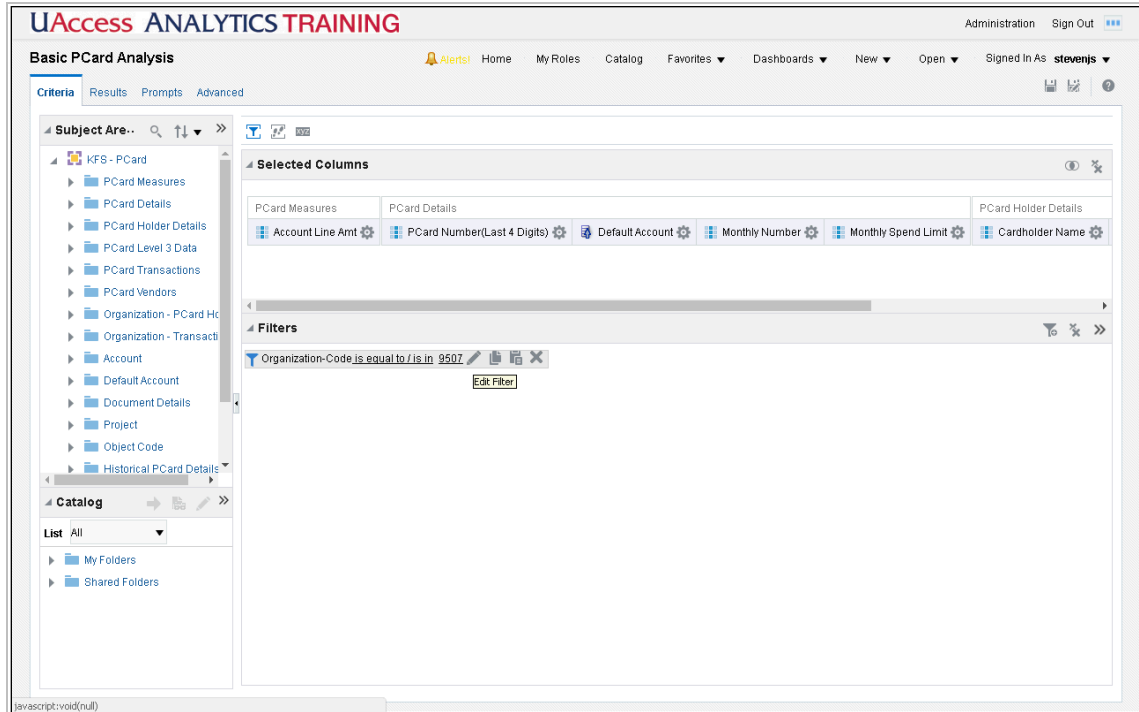 UACCESS ANALYTICS TRAINING
Administration Sign Out
Basic PCard Analysis
Alerts! Home My Roles Catalog Favorites Dashboards New Open Signed In As stevenjs
Criteria Results Prompts Advanced
Subject Are..
KFS - PCard
PCard Measures
PCard Details
PCard Holder Details
PCard Level 3 Data
PCard Transactions
PCard Vendors
Organization - PCard Ho
Organization - Transacti
Account
Default Account
Document Details
Project
Object Code
Historical PCard Details
Catalog
List All
My Folders
Shared Folders
xyz
Selected Columns
PCard Measures PCard Details PCard Holder Details
Account Line Amt PCard Number(Last 4 Digits) Default Account Monthly Number Monthly Spend Limit Cardholder Name
Filters
Organization-Code is equal to / is in 9507
Edit Filter
javascript:void(null)